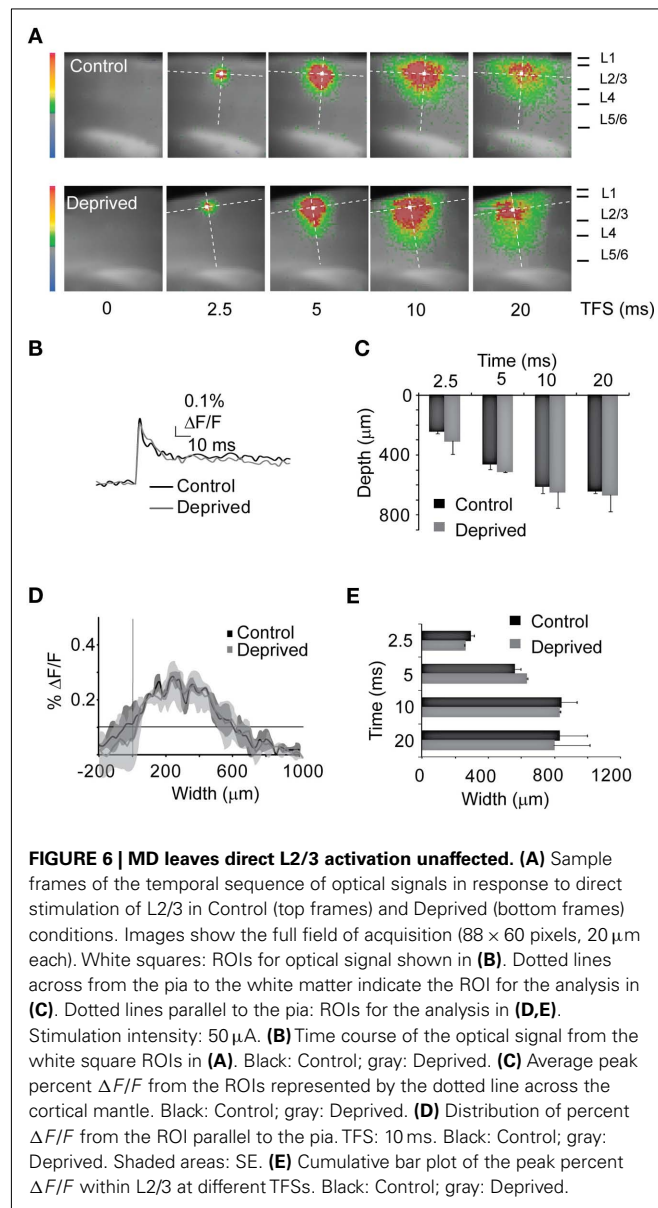 A
Control
L1
L2/3
L4
L5/6
Deprived
L1
L2/3
L4
L5/6
0 2.5 5 10 20 TFS (ms)
B
0.1%
ΔF/F
10 ms
Control
Deprived
C
Time (ms)
2.5 5 10 20
0
400
800
Depth (μm)
Control
Deprived
D
Control
Deprived
0.4
0.2
% ΔF/F
-200 200 600 1000
Width (μm)
E
Control
Deprived
2.5
5
10
20
Time (ms)
0 400 800 1200
Width (μm)
FIGURE 6 | MD leaves direct L2/3 activation unaffected. (A) Sample
frames of the temporal sequence of optical signals in response to direct
stimulation of L2/3 in Control (top frames) and Deprived (bottom frames)
conditions. Images show the full field of acquisition (88 × 60 pixels, 20 μm
each). White squares: ROIs for optical signal shown in (B). Dotted lines
across from the pia to the white matter indicate the ROI for the analysis in
(C). Dotted lines parallel to the pia: ROIs for the analysis in (D,E).
Stimulation intensity: 50 μA. (B) Time course of the optical signal from the
white square ROIs in (A). Black: Control; gray: Deprived. (C) Average peak
percent ΔF/F from the ROIs represented by the dotted line across the
cortical mantle. Black: Control; gray: Deprived. (D) Distribution of percent
ΔF/F from the ROI parallel to the pia. TFS: 10 ms. Black: Control; gray:
Deprived. Shaded areas: SE. (E) Cumulative bar plot of the peak percent
ΔF/F within L2/3 at different TFSs. Black: Control; gray: Deprived.